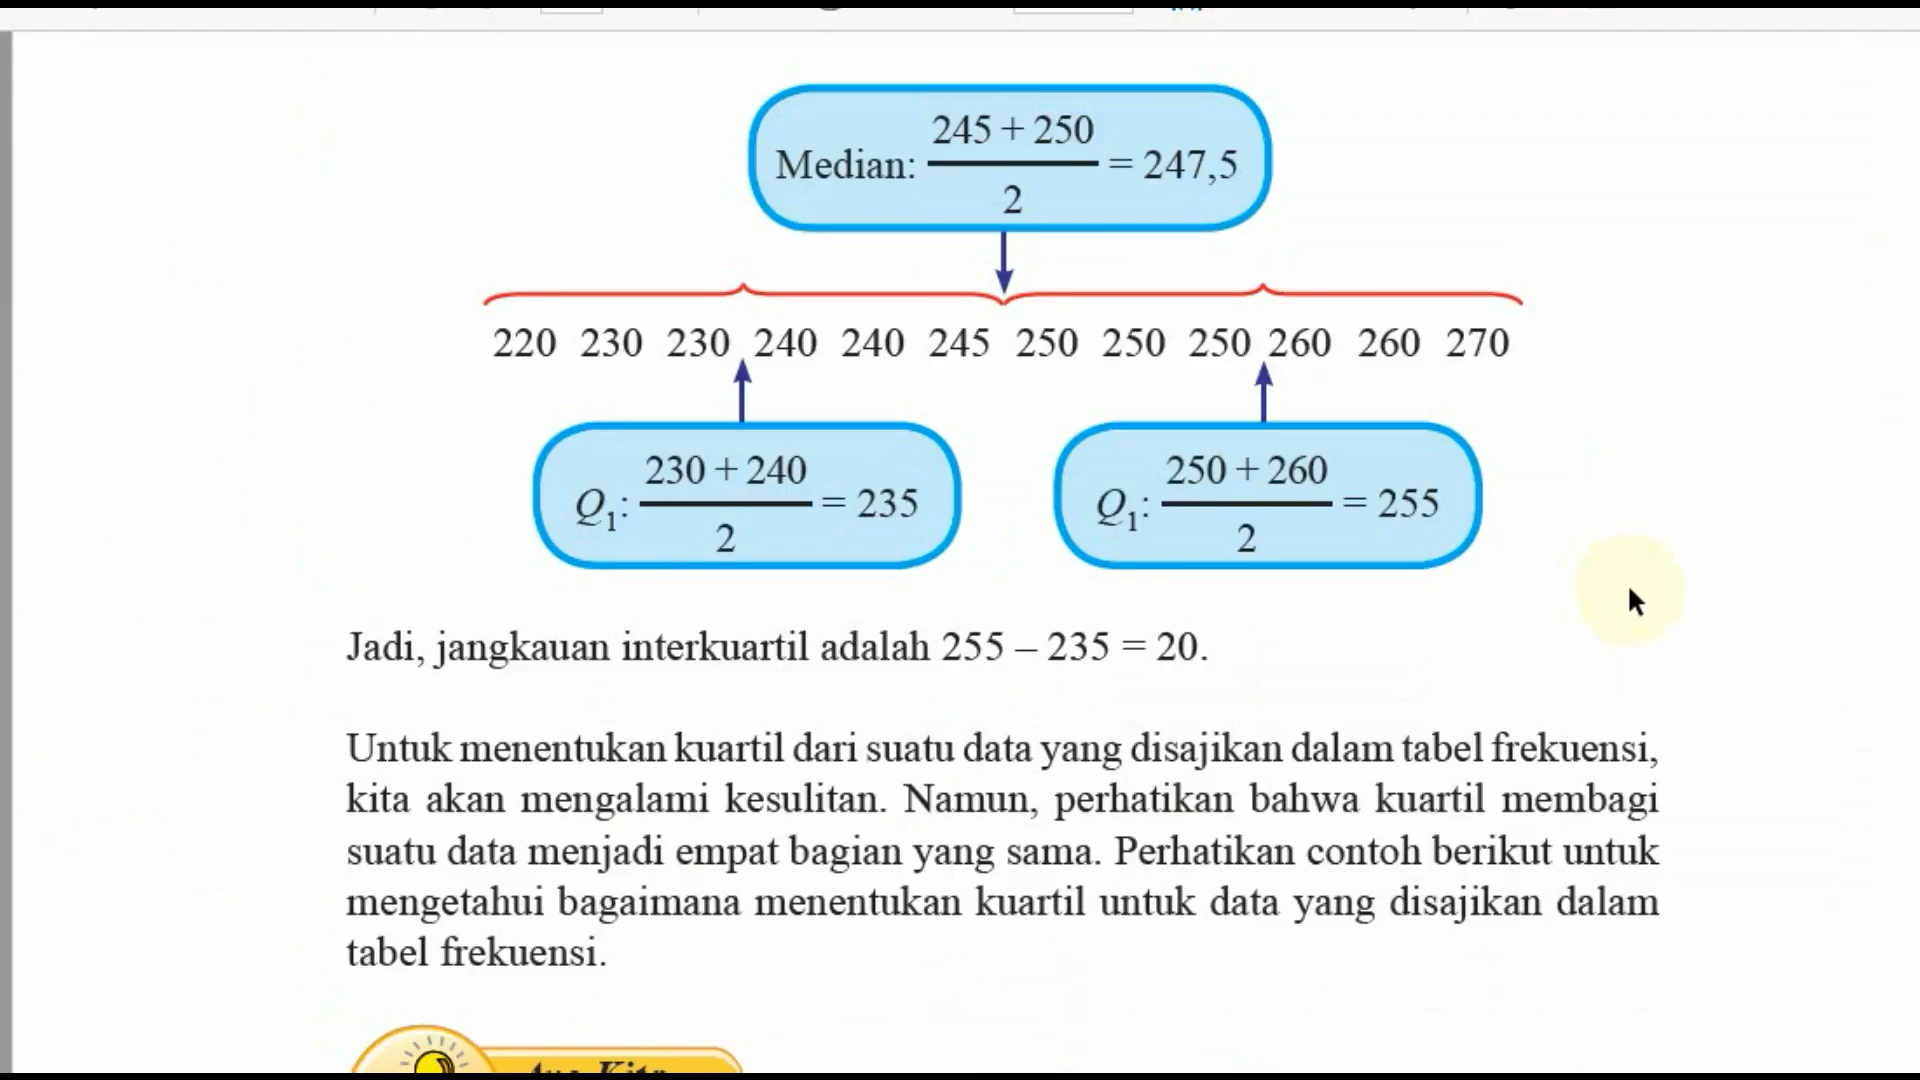 Median: 245 + 250 / 2 = 247,5
220 230 230 240 240 245 250 250 250 260 260 270
Q₁: 230 + 240 / 2 = 235
Q₁: 250 + 260 / 2 = 255
Jadi, jangkauan interkuartil adalah 255 – 235 = 20.
Untuk menentukan kuartil dari suatu data yang disajikan dalam tabel frekuensi,
kita akan mengalami kesulitan. Namun, perhatikan bahwa kuartil membagi
suatu data menjadi empat bagian yang sama. Perhatikan contoh berikut untuk
mengetahui bagaimana menentukan kuartil untuk data yang disajikan dalam
tabel frekuensi.